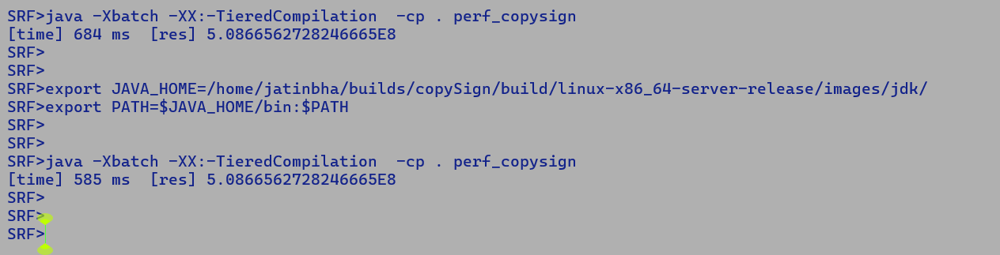 SRF>java -Xbatch -XX:-TieredCompilation  -cp . perf_copysign
[time] 684 ms  [res] 5.0866562728246665E8
SRF>
SRF>
SRF>export JAVA_HOME=/home/jatinbha/builds/copySign/build/linux-x86_64-server-release/images/jdk/
SRF>export PATH=$JAVA_HOME/bin:$PATH
SRF>
SRF>
SRF>java -Xbatch -XX:-TieredCompilation  -cp . perf_copysign
[time] 585 ms  [res] 5.0866562728246665E8
SRF>
SRF>
SRF>